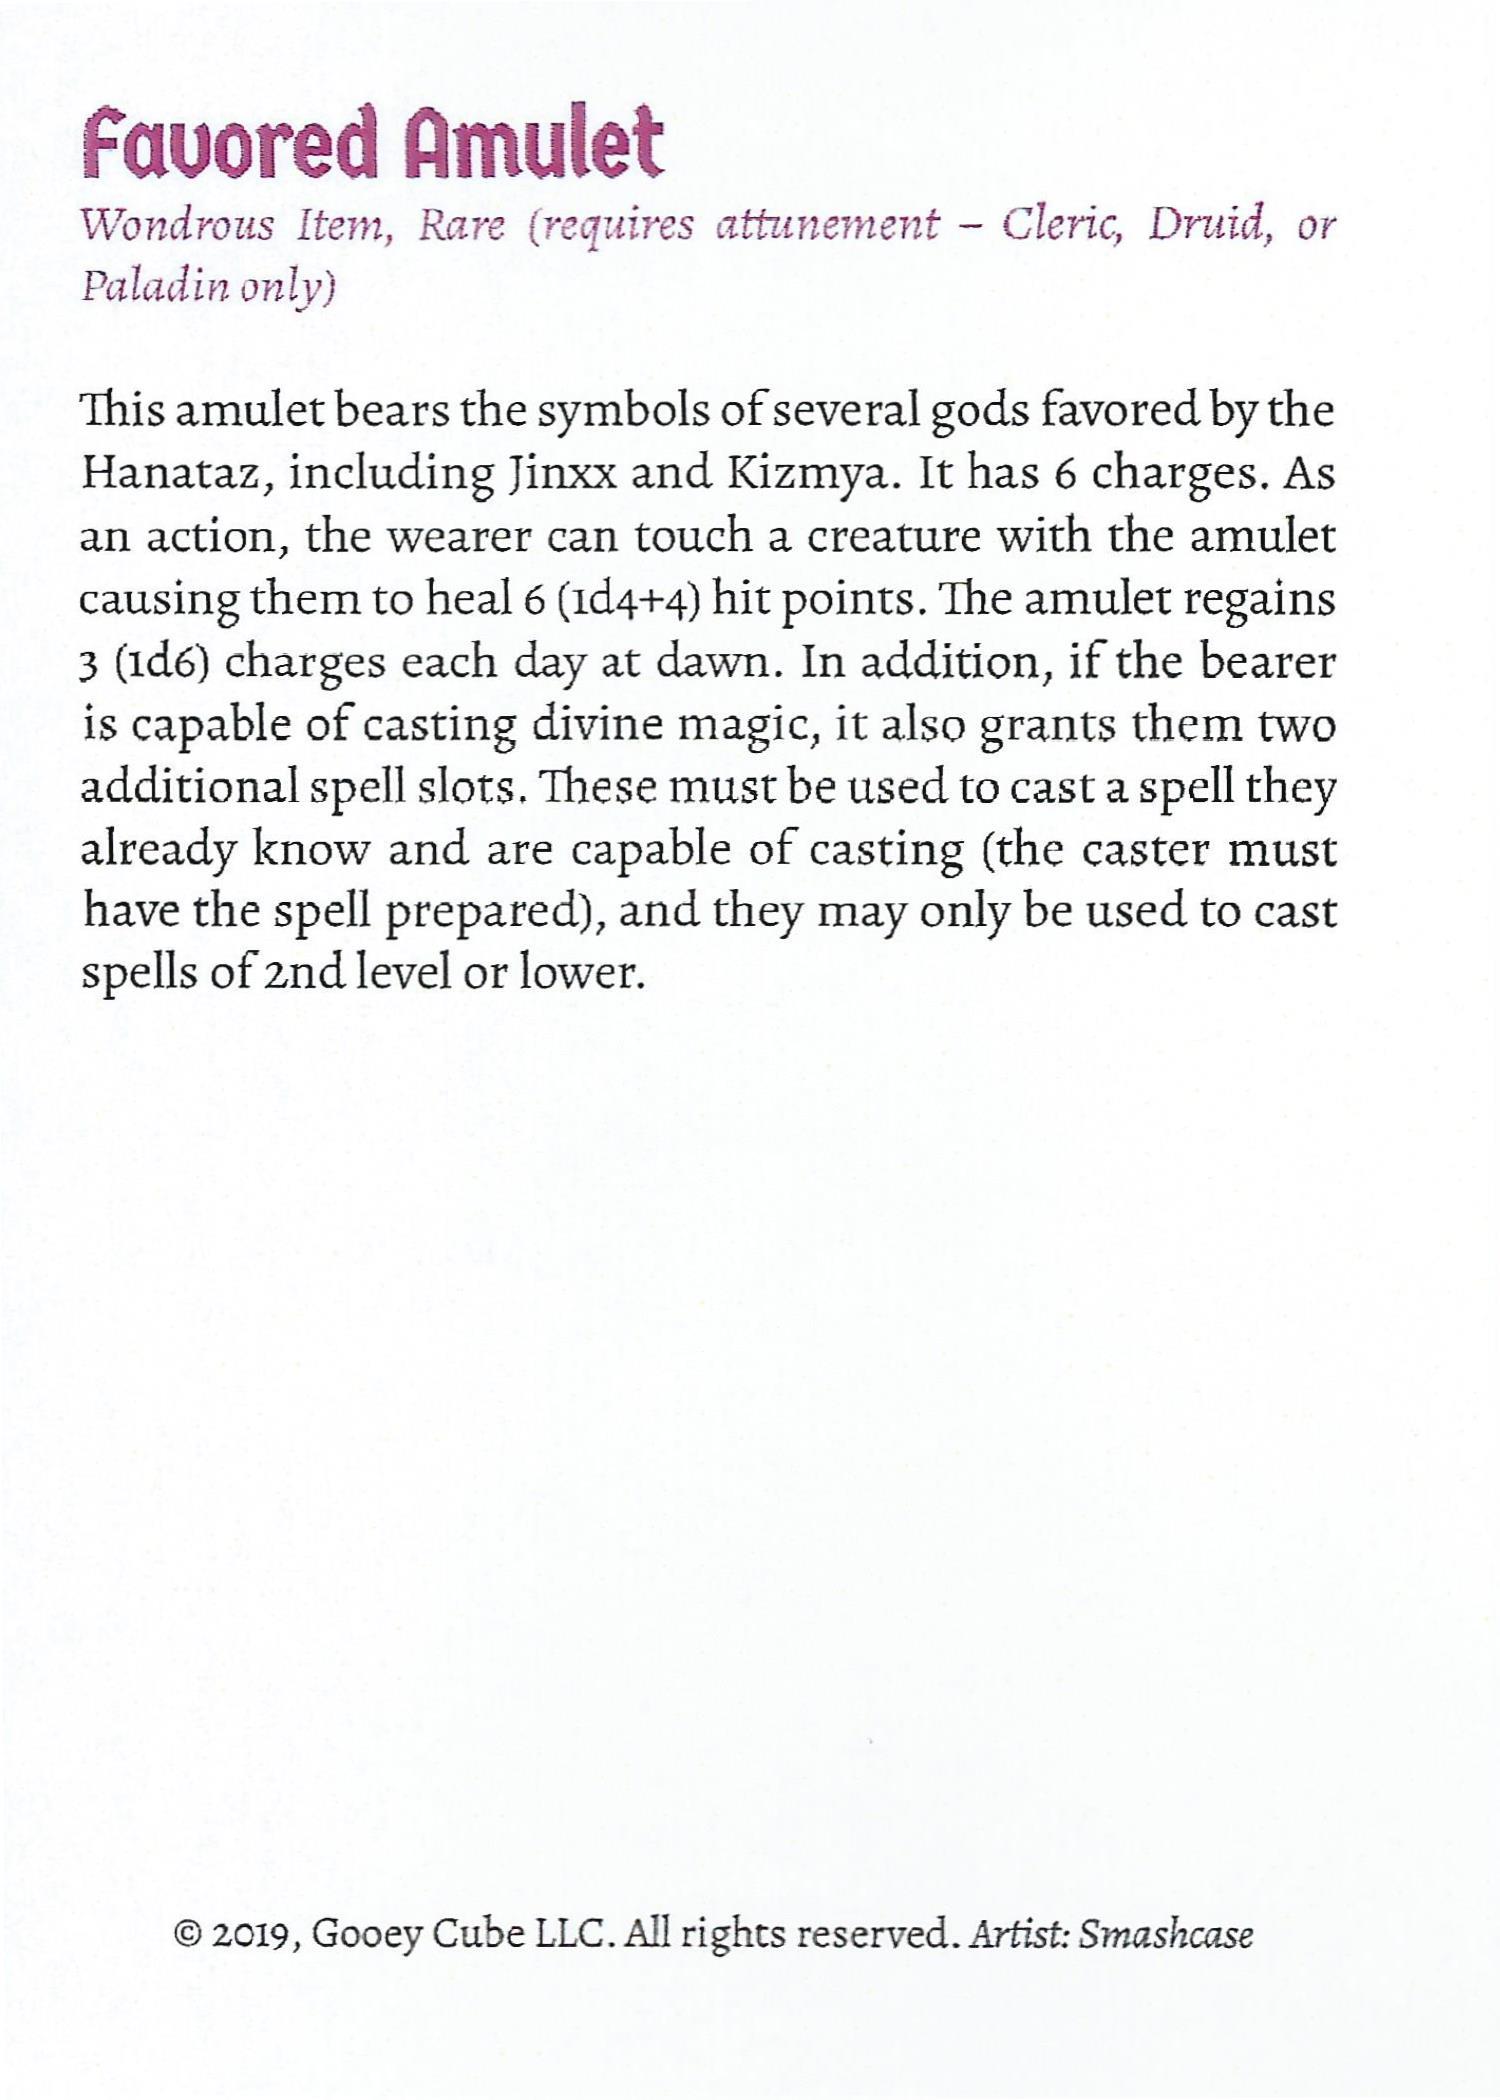 Favored Amulet
Wondrous Item, Rare (requires attunement – Cleric, Druid, or
Paladin only)
This amulet bears the symbols of several gods favored by the
Hanataz, including Jinxx and Kizmya. It has 6 charges. As
an action, the wearer can touch a creature with the amulet
causing them to heal 6 (1d4+4) hit points. The amulet regains
3 (1d6) charges each day at dawn. In addition, if the bearer
is capable of casting divine magic, it also grants them two
additional spell slots. These must be used to cast a spell they
already know and are capable of casting (the caster must
have the spell prepared), and they may only be used to cast
spells of 2nd level or lower.
© 2019, Gooey Cube LLC. All rights reserved. Artist: Smashcase